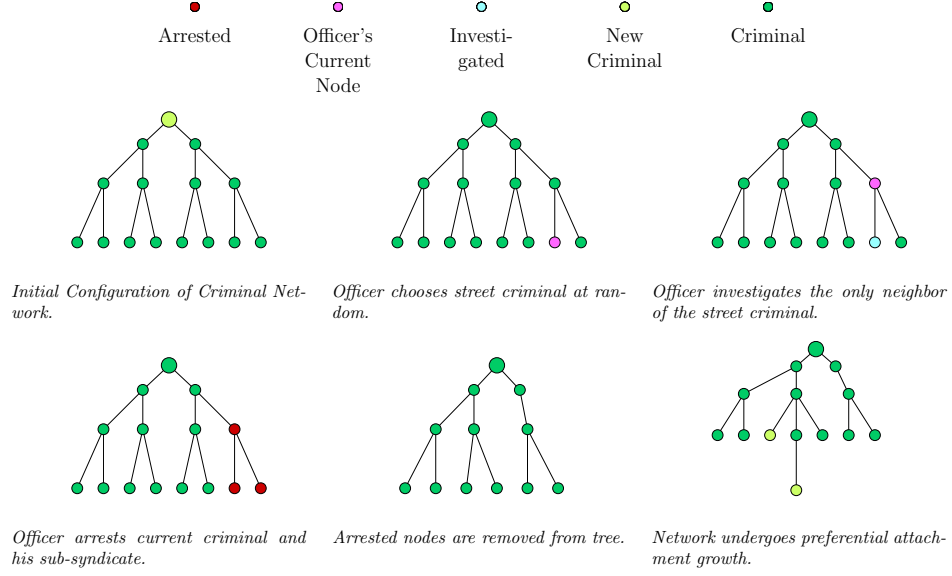 Arrested
Officer's
Current
Node
Investi-
gated
New
Criminal
Criminal
Initial Configuration of Criminal Net-
work.
Officer chooses street criminal at ran-
dom.
Officer investigates the only neighbor
of the street criminal.
Officer arrests current criminal and
his sub-syndicate.
Arrested nodes are removed from tree.
Network undergoes preferential attach-
ment growth.